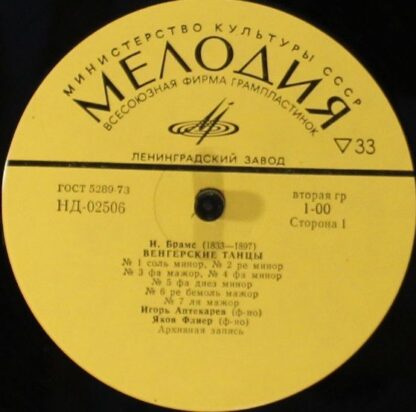 МИНИСТЕРСТВО КУЛЬТУРЫ СССР
МЕЛОДИЯ
ВСЕСОЮЗНАЯ ФИРМА ГРАМПЛАСТИНОК
▽33
ЛЕНИНГРАДСКИЙ ЗАВОД
ГОСТ 5289-73
НД-02506
вторая гр
1-00
Сторона 1
И. Брамс (1833—1897)
ВЕНГЕРСКИЕ ТАНЦЫ
№ 1 соль минор, № 2 ре минор
№ 3 фа мажор, № 4 фа минор
№ 5 фа диез минор
№ 6 ре бемоль мажор
№ 7 ля мажор
Игорь Аптекарев (ф-но)
Яков Флиер (ф-но)
Архивная запись